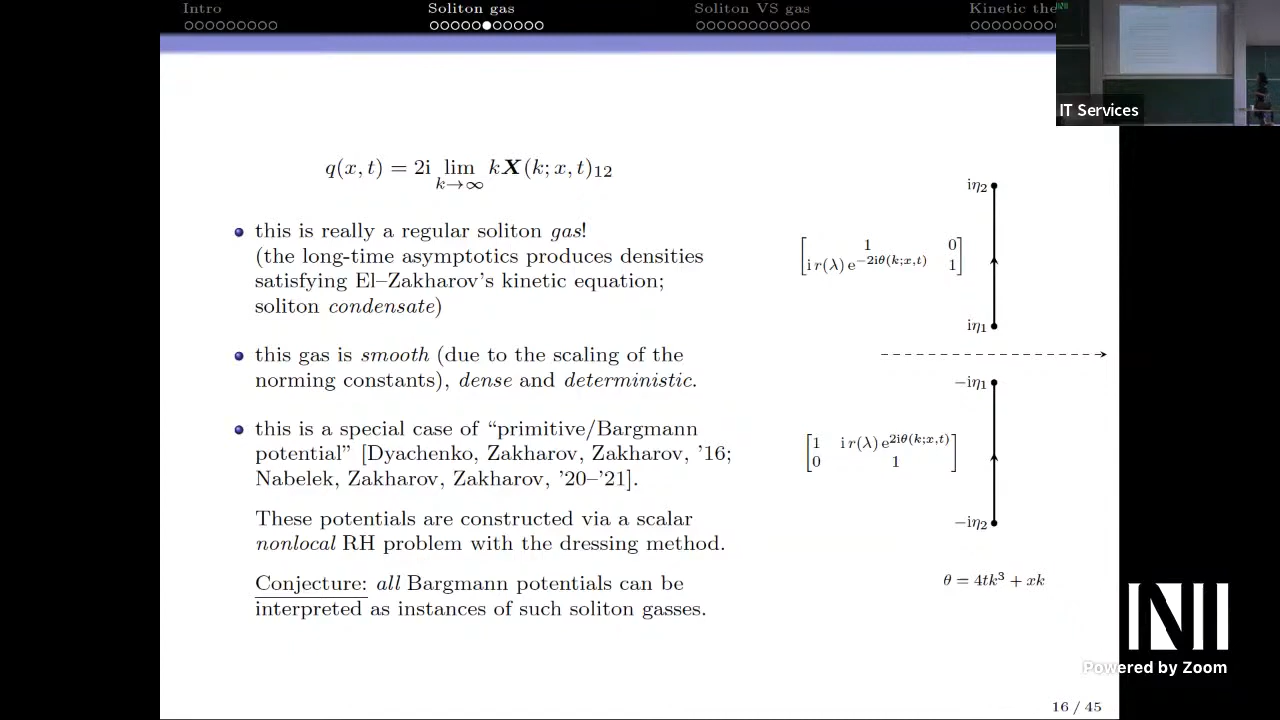 Intro
Soliton gas
Soliton VS gas
Kinetic the
IT Services
q(x, t) = 2i lim k→∞ kX(k; x, t)12
this is really a regular soliton gas!
(the long-time asymptotics produces densities
satisfying El–Zakharov's kinetic equation;
soliton condensate)
this gas is smooth (due to the scaling of the
norming constants), dense and deterministic.
this is a special case of “primitive/Bargmann
potential” [Dyachenko, Zakharov, Zakharov, ’16;
Nabelek, Zakharov, Zakharov, ’20–’21].
These potentials are constructed via a scalar
nonlocal RH problem with the dressing method.
Conjecture: all Bargmann potentials can be
interpreted as instances of such soliton gasses.
iη2
[1 0
i r(λ) e−2iθ(k;x,t) 1]
iη1
−iη1
[1 i r(λ) e2iθ(k;x,t)
0 1]
−iη2
θ = 4tk3 + xk
Powered by Zoom
16 / 45